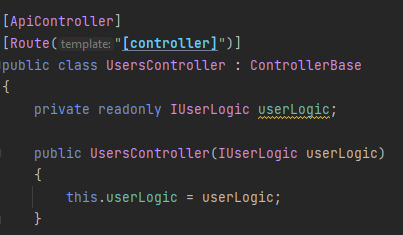 [ApiController]
[Route(template:"[controller]")]
public class UsersController : ControllerBase
{
    private readonly IUserLogic userLogic;

    public UsersController(IUserLogic userLogic)
    {
        this.userLogic = userLogic;
    }